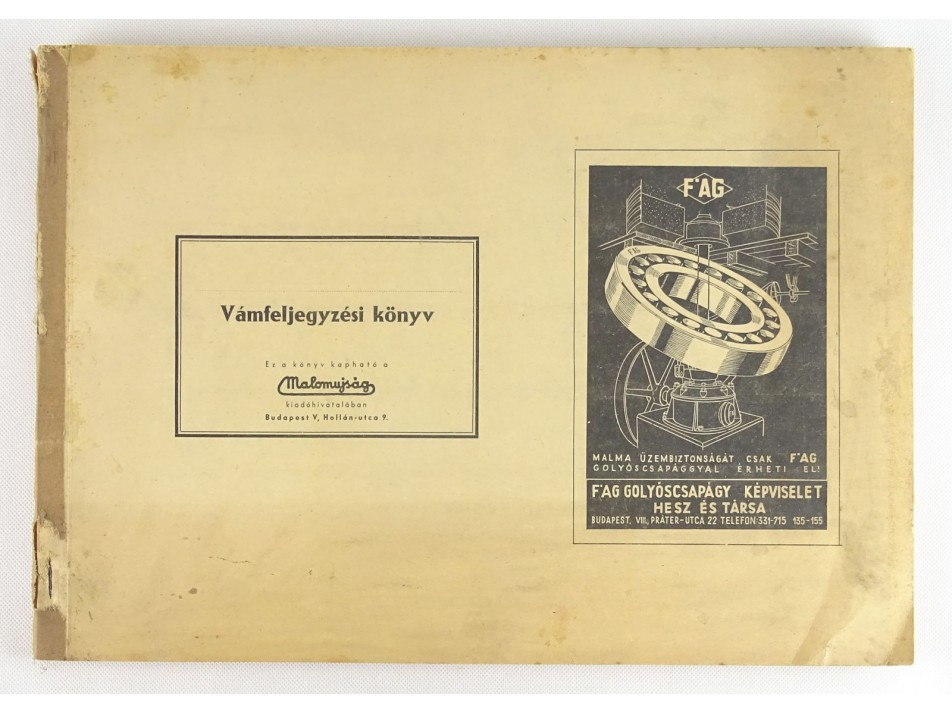 Vámfeljegyzési könyv
Ez a könyv kapható a
Malomujság
kiadóhivatalában
Budapest V, Hollán-utca 9.
FAG
FAG
MALMA ÜZEMBIZTONSÁGÁT CSAK FAG
GOLYÓSCSAPÁGGYAL ÉRHETI EL!
FAG GOLYÓSCSAPÁGY KÉPVISELET
HESZ ÉS TÁRSA
BUDAPEST, VIII, PRÁTER-UTCA 22 TELEFON: 331-715 135-155